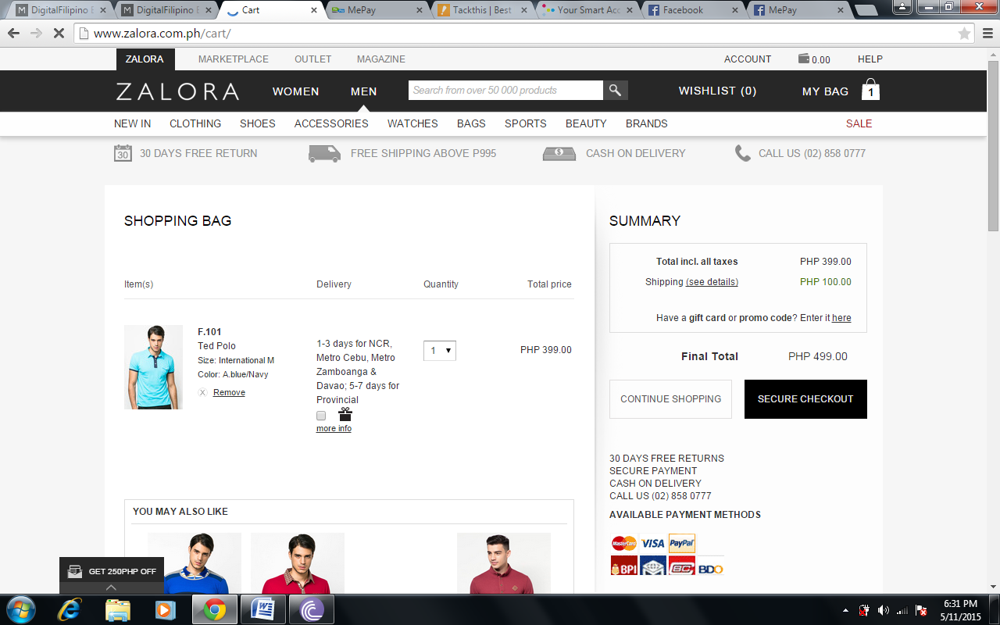 DigitalFilipino E
DigitalFilipino E
Cart
MePay
Tackthis | Best
Your Smart Acc
Facebook
MePay
www.zalora.com.ph/cart/
ZALORA MARKETPLACE OUTLET MAGAZINE ACCOUNT 0.00 HELP
ZALORA WOMEN MEN Search from over 50 000 products WISHLIST (0) MY BAG 1
NEW IN CLOTHING SHOES ACCESSORIES WATCHES BAGS SPORTS BEAUTY BRANDS SALE
30 30 DAYS FREE RETURN FREE SHIPPING ABOVE P995 $ CASH ON DELIVERY CALL US (02) 858 0777
SHOPPING BAG
Item(s) Delivery Quantity Total price
F.101
Ted Polo
Size: International M
Color: A.blue/Navy
X Remove
1-3 days for NCR,
Metro Cebu, Metro
Zamboanga &
Davao; 5-7 days for
Provincial
more info
1
PHP 399.00
YOU MAY ALSO LIKE
SUMMARY
Total incl. all taxes PHP 399.00
Shipping (see details) PHP 100.00
Have a gift card or promo code? Enter it here
Final Total PHP 499.00
CONTINUE SHOPPING SECURE CHECKOUT
30 DAYS FREE RETURNS
SECURE PAYMENT
CASH ON DELIVERY
CALL US (02) 858 0777
AVAILABLE PAYMENT METHODS
MasterCard VISA PayPal
BPI BDO
GET 250PHP OFF
6:31 PM
5/11/2015